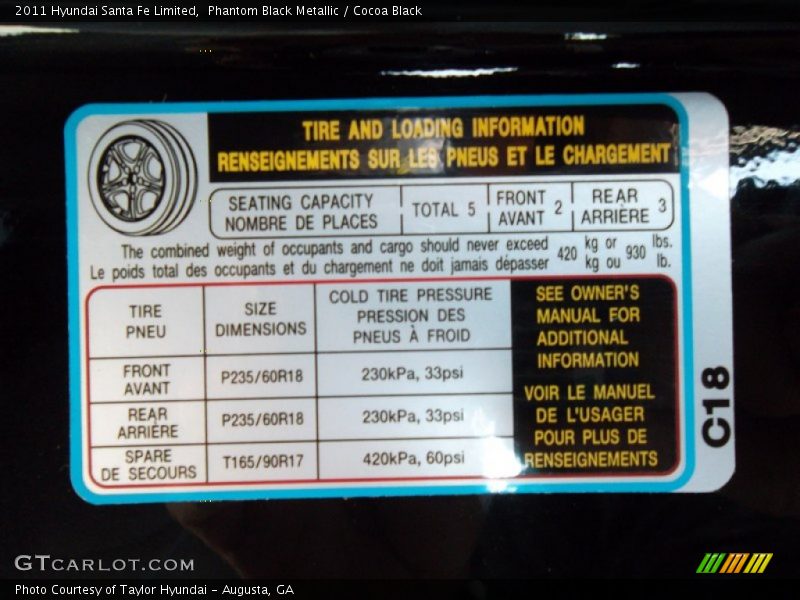 2011 Hyundai Santa Fe Limited,  Phantom Black Metallic / Cocoa Black
TIRE AND LOADING INFORMATION
RENSEIGNEMENTS SUR LES PNEUS ET LE CHARGEMENT
SEATING CAPACITY
NOMBRE DE PLACES
TOTAL 5
FRONT
AVANT 2
REAR
ARRIÈRE 3
The combined weight of occupants and cargo should never exceed 420 kg or 930 lbs.
Le poids total des occupants et du chargement ne doit jamais dépasser kg ou lb.
TIRE
PNEU
SIZE
DIMENSIONS
COLD TIRE PRESSURE
PRESSION DES
PNEUS À FROID
FRONT
AVANT
P235/60R18
230kPa, 33psi
REAR
ARRIÈRE
P235/60R18
230kPa, 33psi
SPARE
DE SECOURS
T165/90R17
420kPa, 60psi
SEE OWNER'S
MANUAL FOR
ADDITIONAL
INFORMATION
VOIR LE MANUEL
DE L'USAGER
POUR PLUS DE
RENSEIGNEMENTS
C18
GTCARLOT.COM
Photo Courtesy of Taylor Hyundai - Augusta, GA